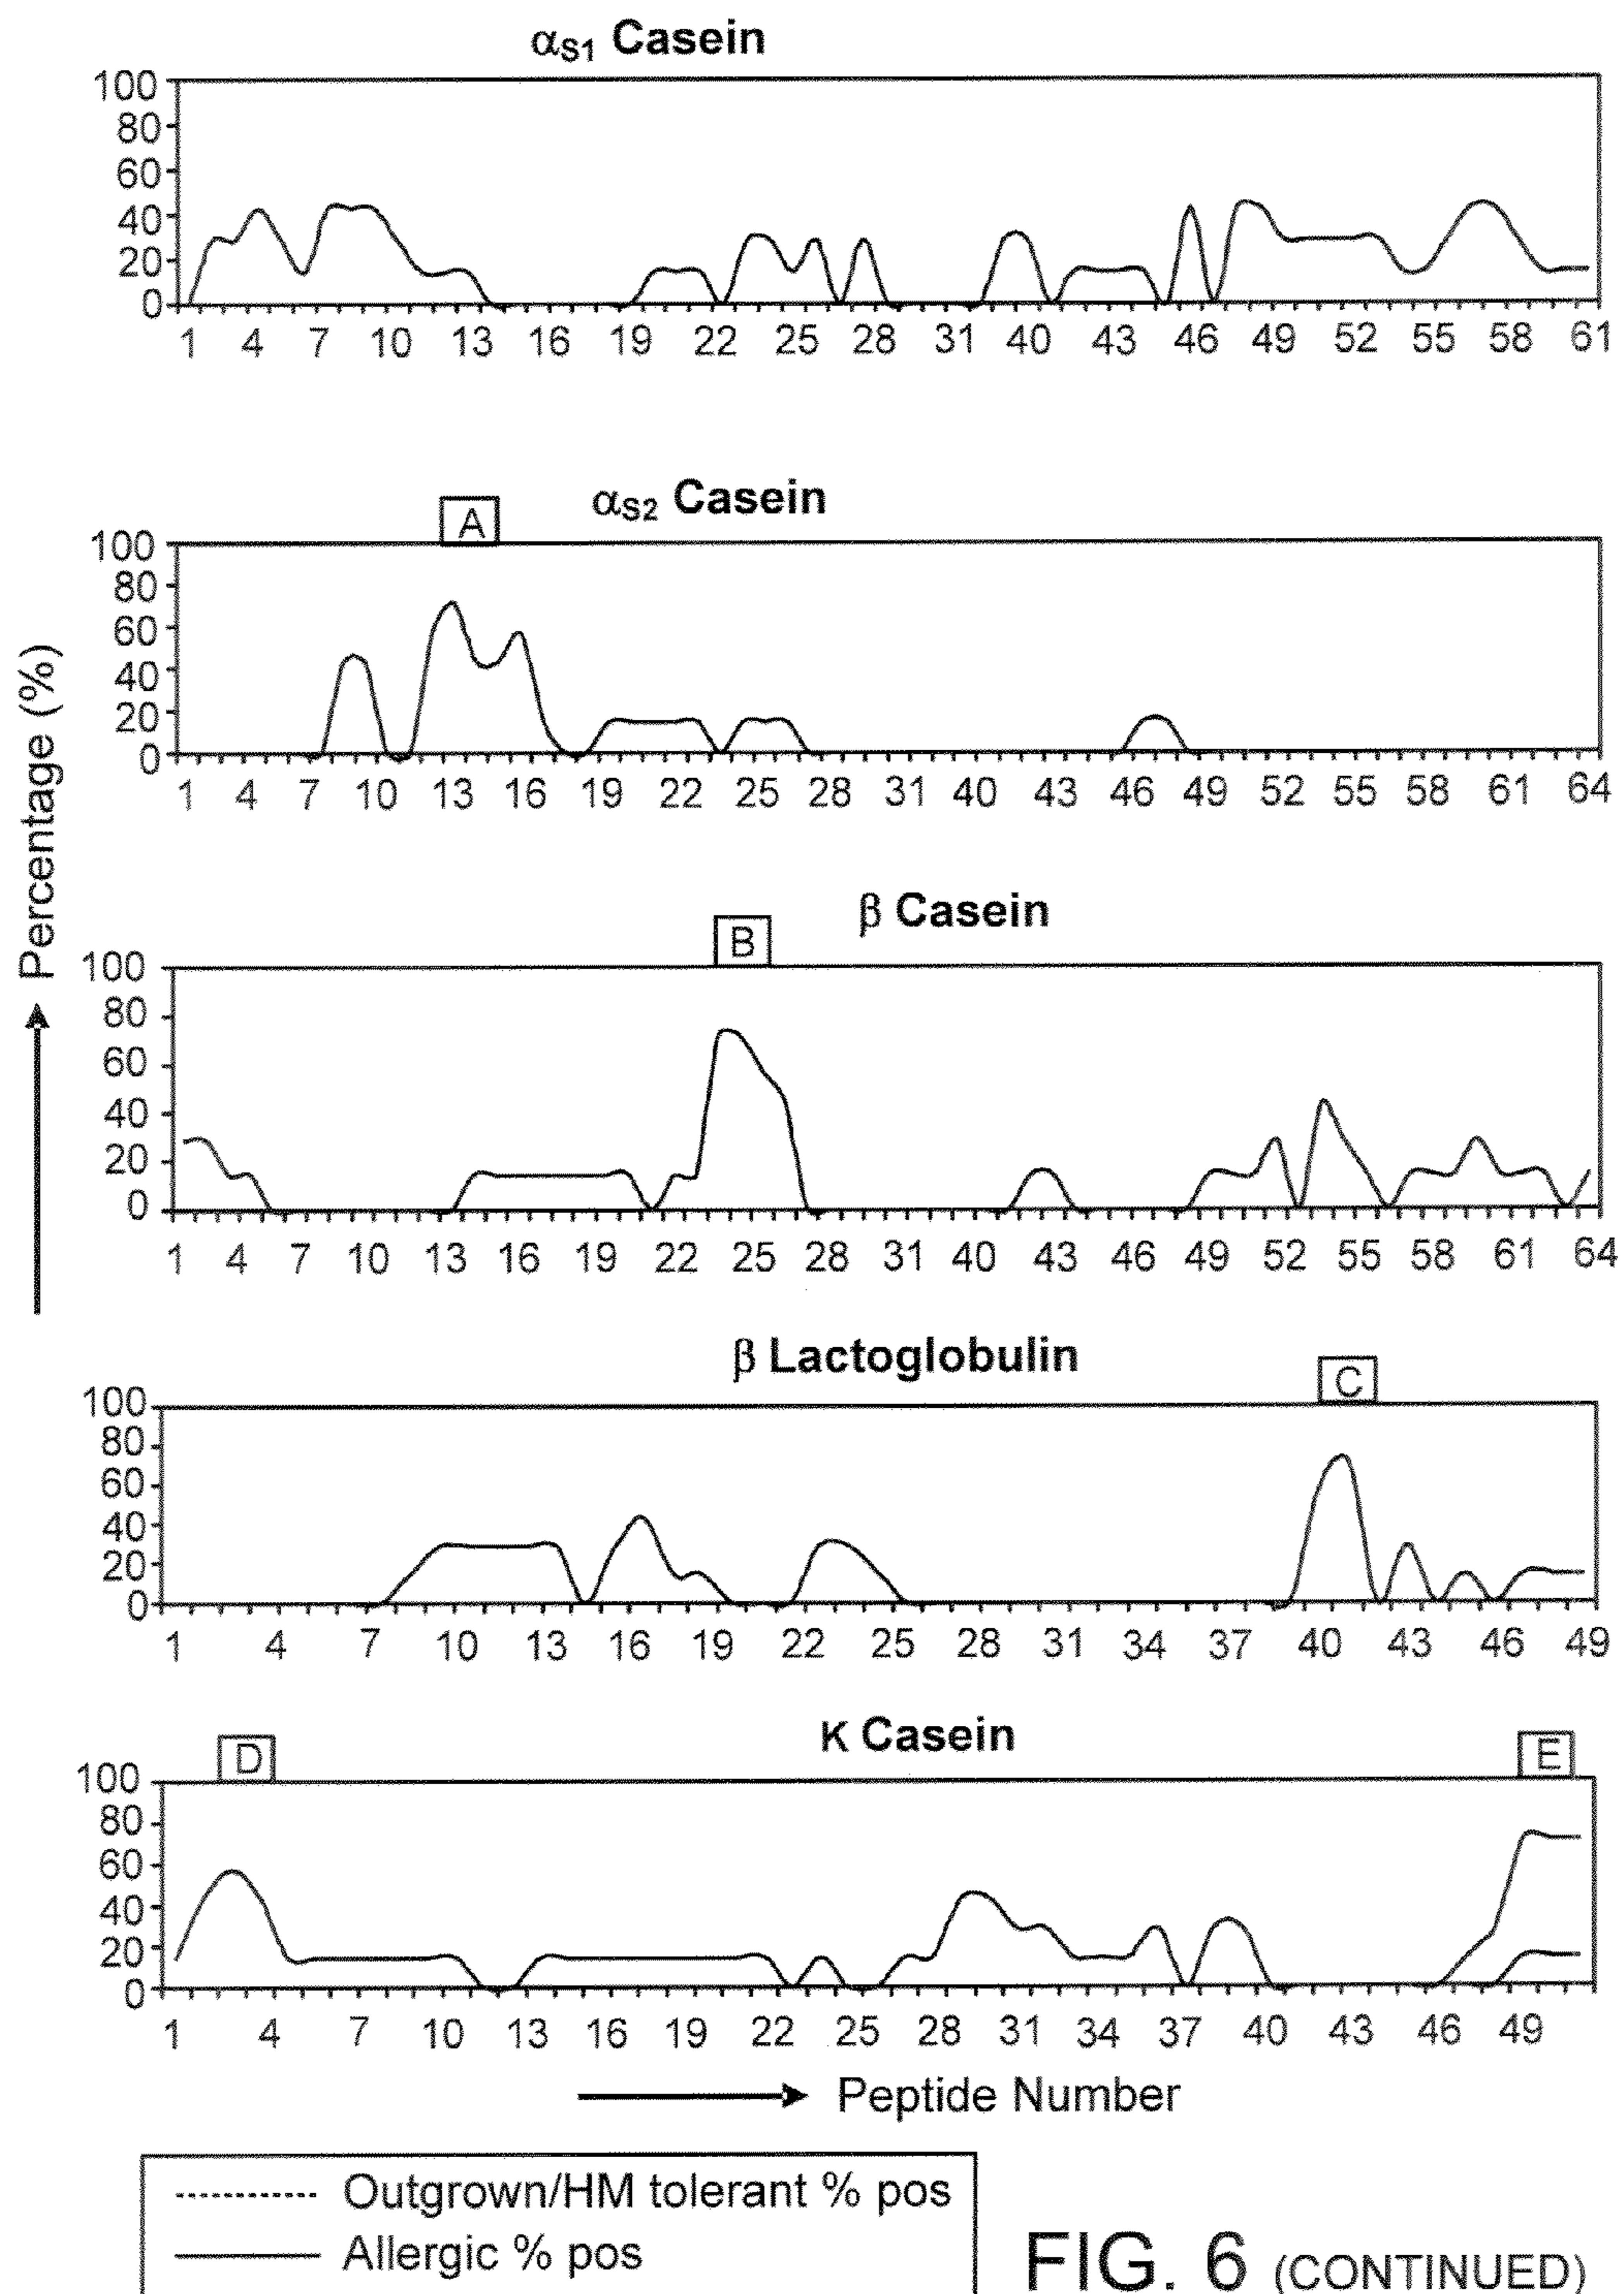 αS1 Casein
100
80
60
40
20
0
1 4 7 10 13 16 19 22 25 28 31 40 43 46 49 52 55 58 61
A
αS2 Casein
100
80
60
40
20
0
1 4 7 10 13 16 19 22 25 28 31 40 43 46 49 52 55 58 61 64
Percentage (%)
B
β Casein
100
80
60
40
20
0
1 4 7 10 13 16 19 22 25 28 31 40 43 46 49 52 55 58 61 64
β Lactoglobulin
C
100
80
60
40
20
0
1 4 7 10 13 16 19 22 25 28 31 34 37 40 43 46 49
D
K Casein
E
100
80
60
40
20
0
1 4 7 10 13 16 19 22 25 28 31 34 37 40 43 46 49
Peptide Number
Outgrown/HM tolerant % pos
Allergic % pos
FIG. 6 (CONTINUED)